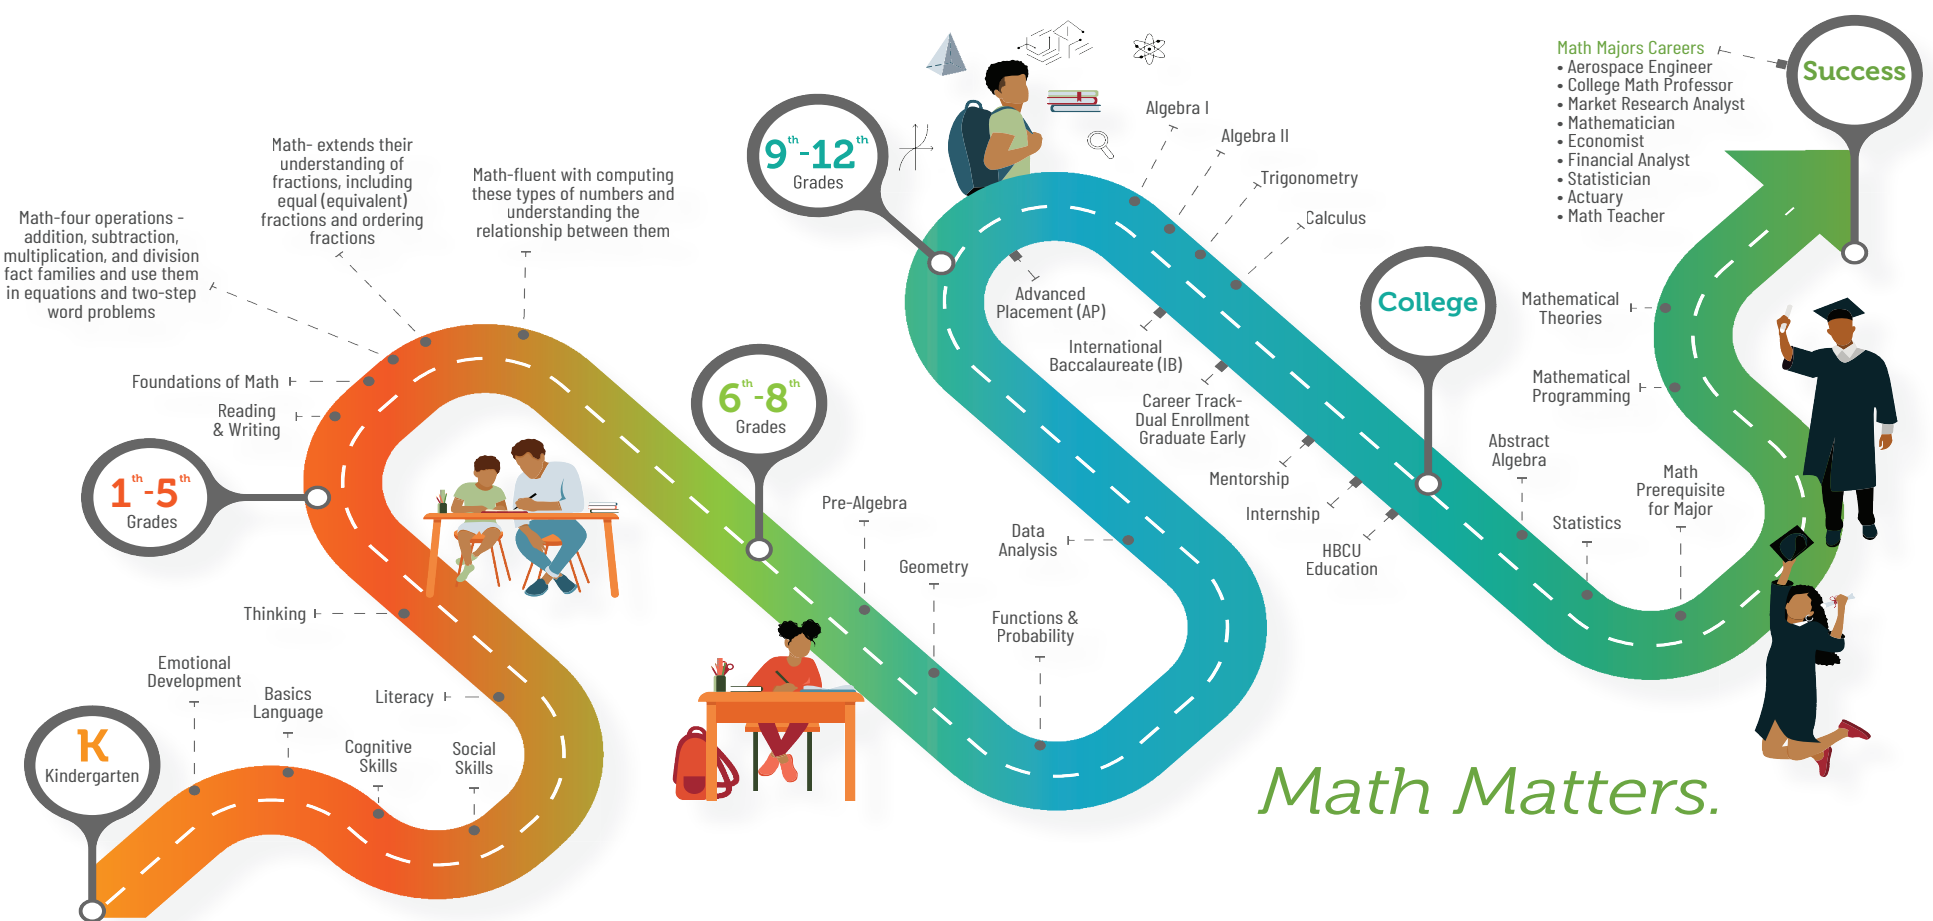 K
Kindergarten
Emotional
Development
Basics
Language
Cognitive
Skills
Social
Skills
Literacy
Thinking
1th-5th
Grades
Reading
& Writing
Foundations of Math
Math-four operations -
addition, subtraction,
multiplication, and division
fact families and use them
in equations and two-step
word problems
Math- extends their
understanding of
fractions, including
equal (equivalent)
fractions and ordering
fractions
Math-fluent with computing
these types of numbers and
understanding the
relationship between them
6th-8th
Grades
Pre-Algebra
Geometry
Functions &
Probability
Data
Analysis
9th-12th
Grades
Advanced
Placement (AP)
International
Baccalaureate (IB)
Career Track-
Dual Enrollment
Graduate Early
Mentorship
Internship
HBCU
Education
Algebra I
Algebra II
Trigonometry
Calculus
College
Abstract
Algebra
Statistics
Math
Prerequisite
for Major
Mathematical
Programming
Mathematical
Theories
Success
Math Majors Careers
• Aerospace Engineer
• College Math Professor
• Market Research Analyst
• Mathematician
• Economist
• Financial Analyst
• Statistician
• Actuary
• Math Teacher
Math Matters.